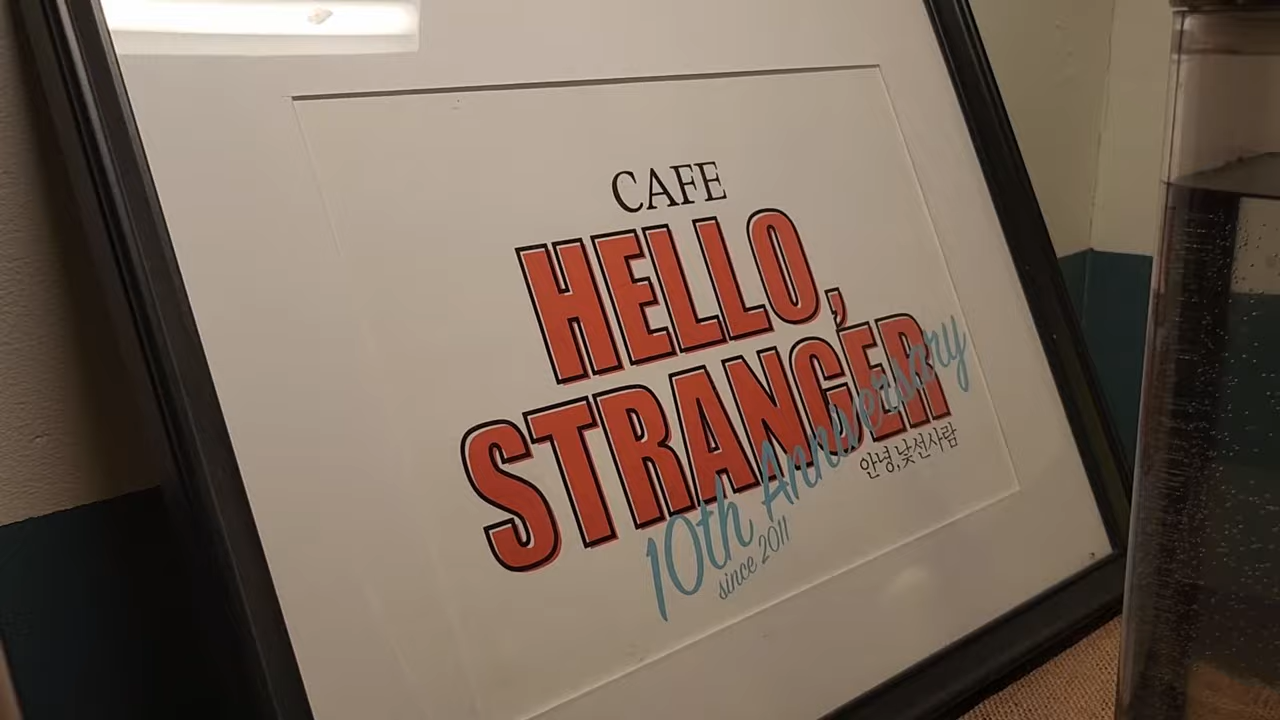 CAFE
HELLO,
STRANGER
10th Anniversary
안녕,낯선사람
since 2011